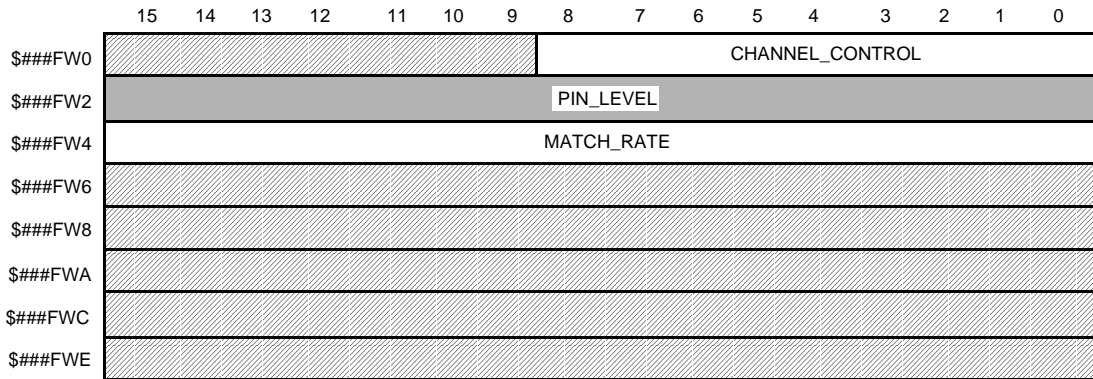 15 14 13 12 11 10 9 8 7 6 5 4 3 2 1 0
$###FW0 CHANNEL_CONTROL
$###FW2 PIN_LEVEL
$###FW4 MATCH_RATE
$###FW6
$###FW8
$###FWA
$###FWC
$###FWE